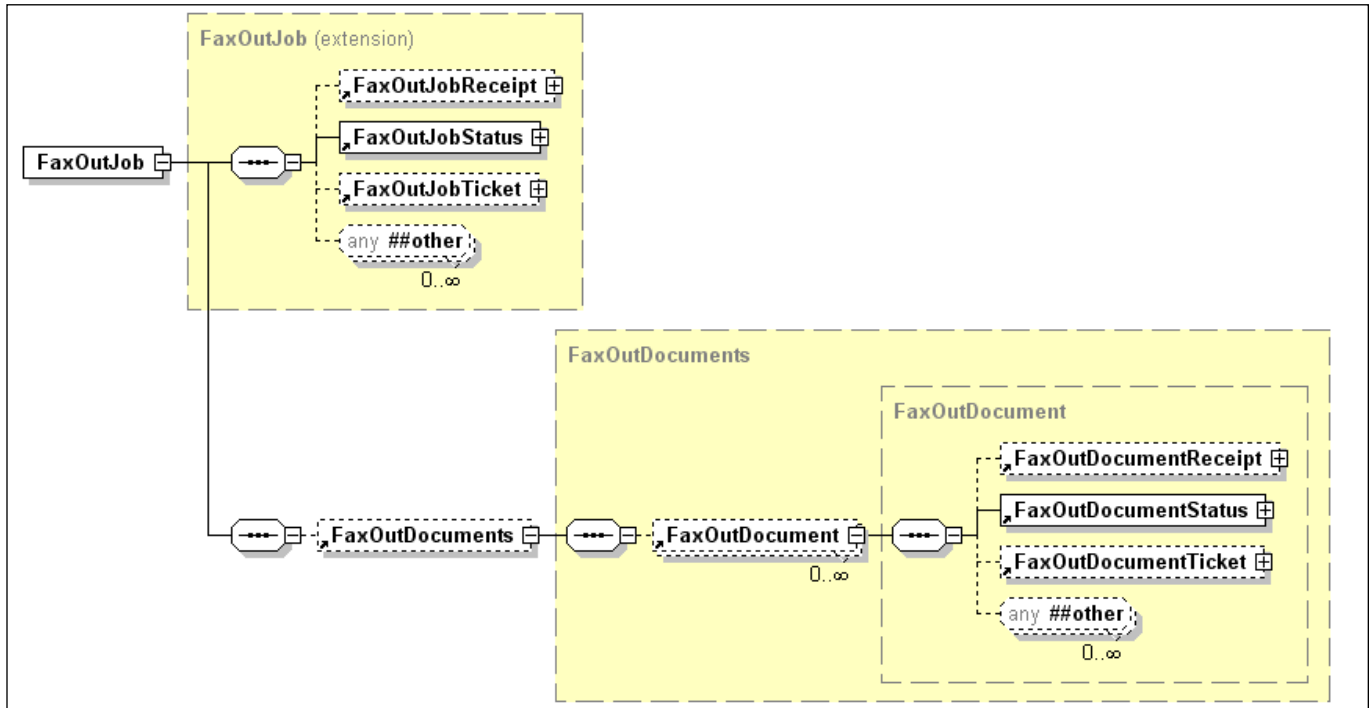 FaxOutJob (extension)
FaxOutJobReceipt
FaxOutJobStatus
FaxOutJob
FaxOutJobTicket
any ##other
0..∞
FaxOutDocuments
FaxOutDocument
FaxOutDocumentReceipt
FaxOutDocumentStatus
FaxOutDocuments
FaxOutDocument
0..∞
FaxOutDocumentTicket
any ##other
0..∞